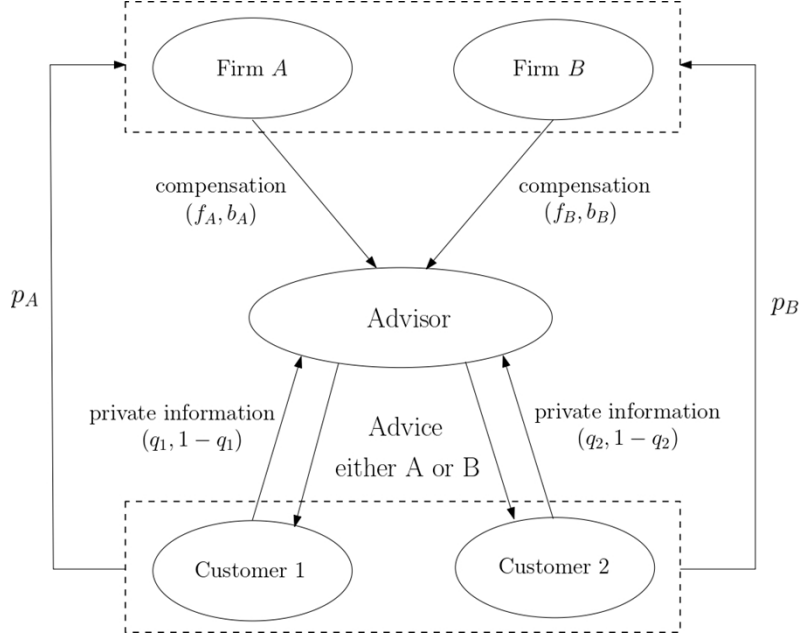 Firm A
Firm B
compensation
(f_A, b_A)
compensation
(f_B, b_B)
p_A
Advisor
p_B
private information
(q_1, 1 − q_1)
Advice
either A or B
private information
(q_2, 1 − q_2)
Customer 1
Customer 2